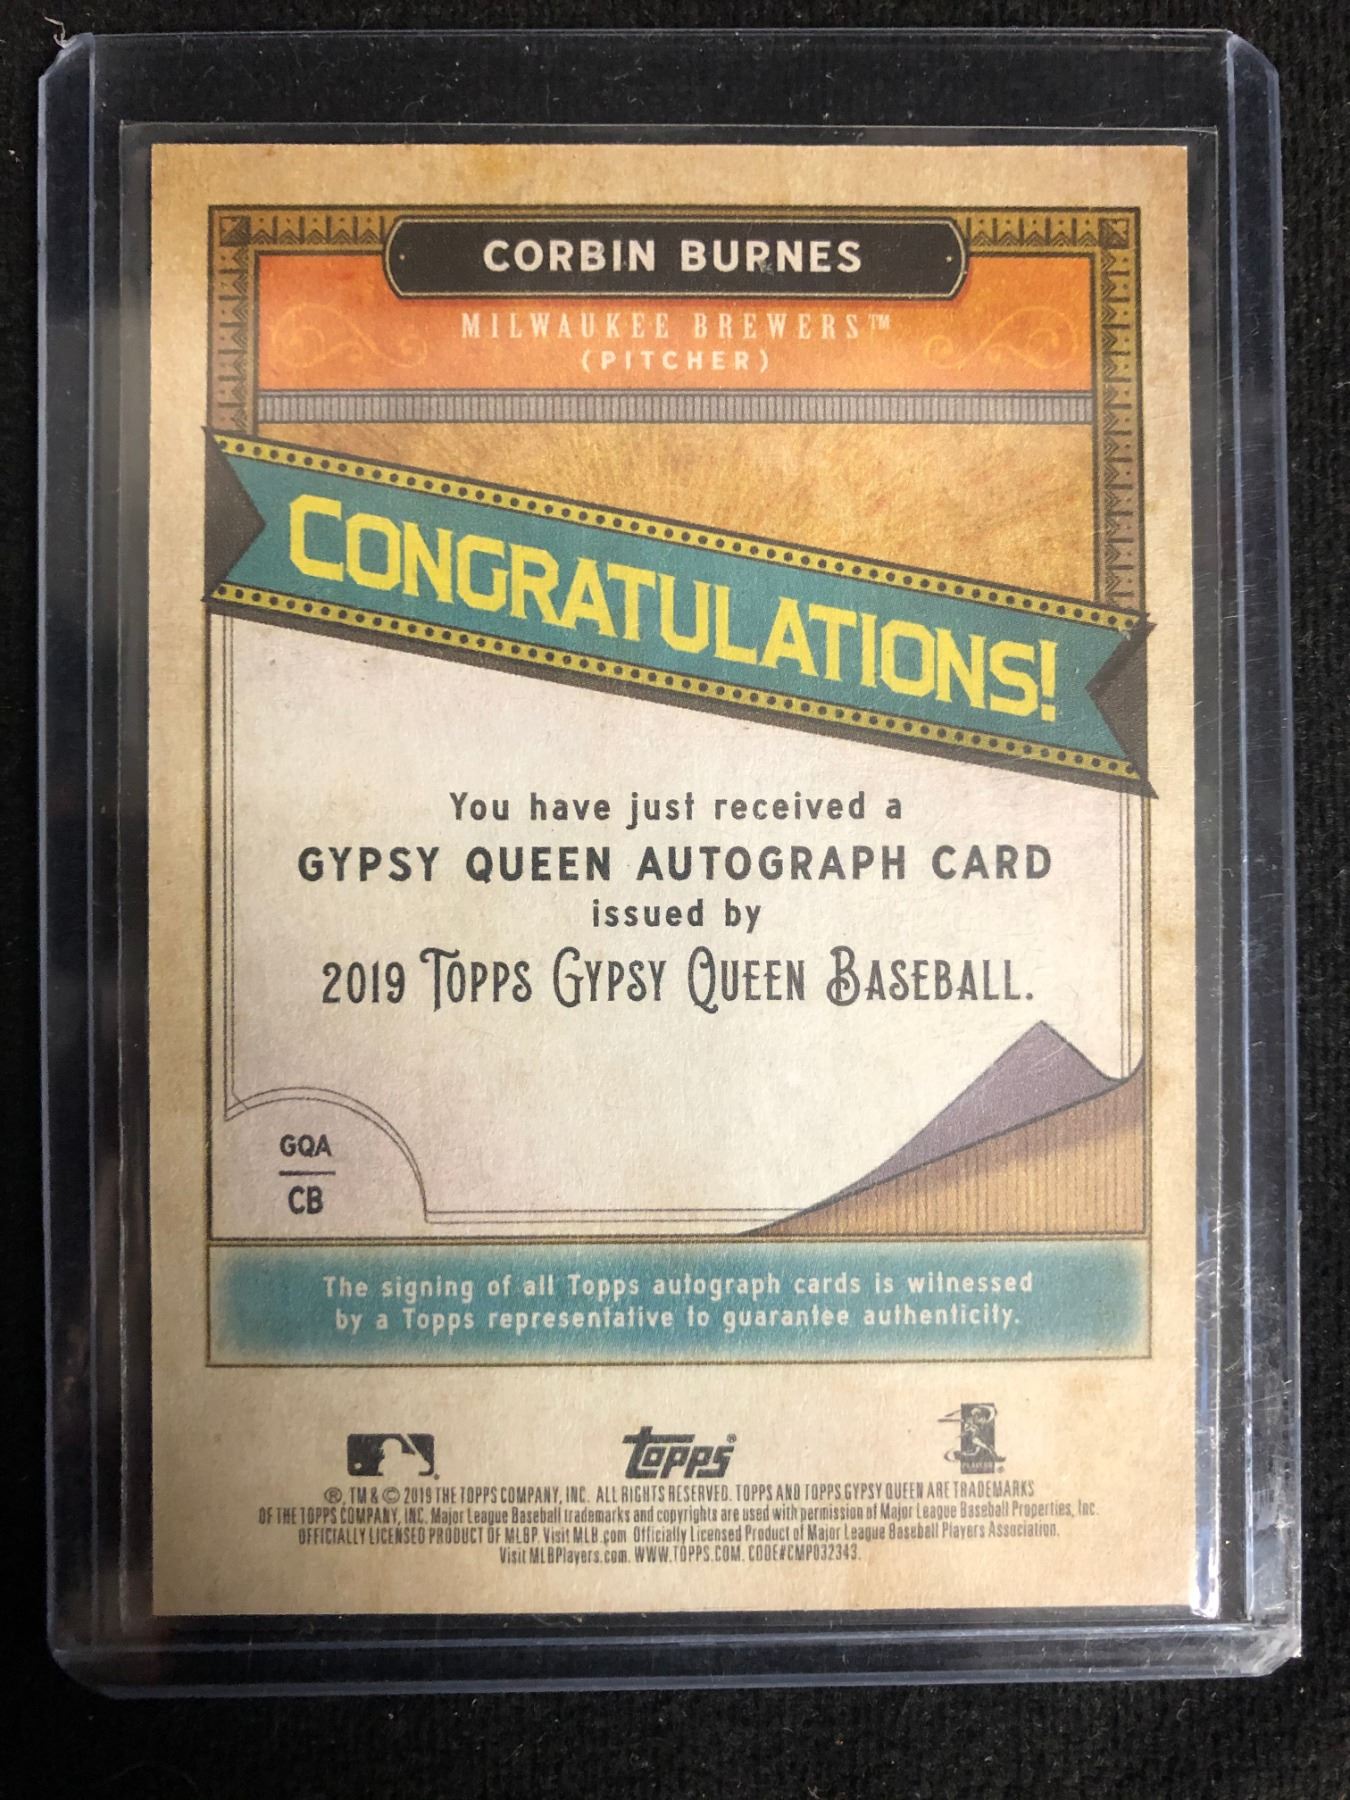 CORBIN BURNES
MILWAUKEE BREWERS™
(PITCHER)
CONGRATULATIONS!
You have just received a
GYPSY QUEEN AUTOGRAPH CARD
issued by
2019 TOPPS GYPSY QUEEN BASEBALL.
GQA
CB
The signing of all Topps autograph cards is witnessed
by a Topps representative to guarantee authenticity.
topps®
®, TM & © 2019 THE TOPPS COMPANY, INC. ALL RIGHTS RESERVED. TOPPS AND TOPPS GYPSY QUEEN ARE TRADEMARKS
OF THE TOPPS COMPANY, INC. Major League Baseball trademarks and copyrights are used with permission of Major League Baseball Properties, Inc.
OFFICIALLY LICENSED PRODUCT OF MLBP. Visit MLB.com Officially Licensed Product of Major League Baseball Players Association.
Visit MLBPlayers.com. WWW.TOPPS.COM. CODE#CMP032343.